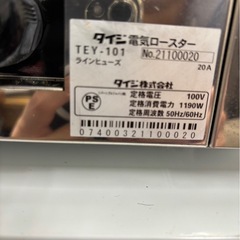 タイジ電気ロースター
TEY-101 No.21100020
ラインヒューズ 20A
タイジ株式会社
PSE
定格電圧 100V
定格消費電力 1190W
定格周波数 50Hz/60Hz
07400321100020